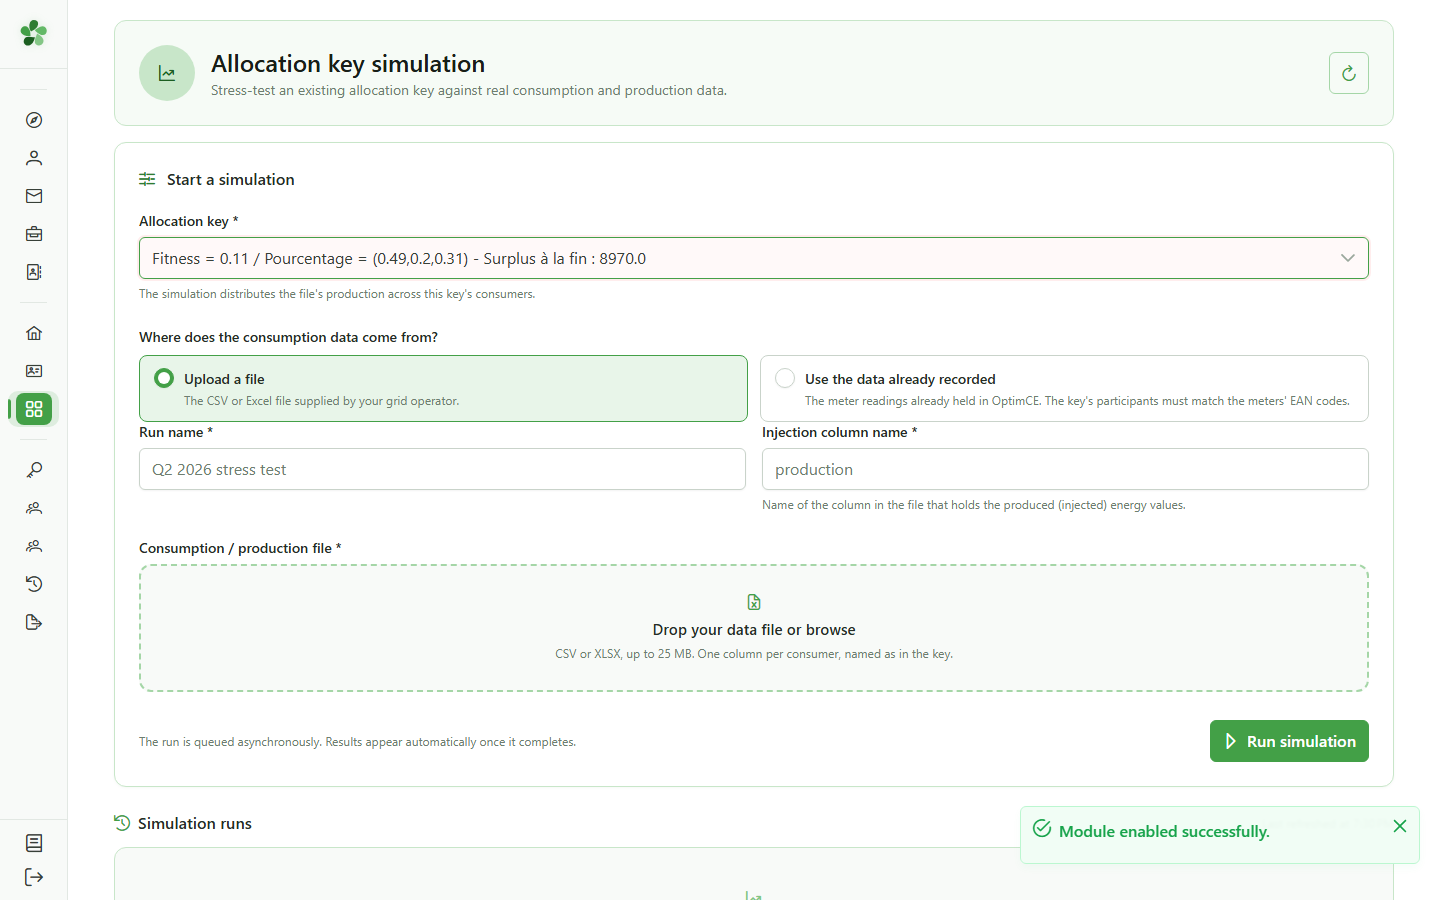 Allocation key simulation
Stress-test an existing allocation key against real consumption and production data.
Start a simulation
Allocation key *
Fitness = 0.11 / Pourcentage = (0.49,0.2,0.31) - Surplus à la fin : 8970.0
The simulation distributes the file's production across this key's consumers.
Where does the consumption data come from?
Upload a file
The CSV or Excel file supplied by your grid operator.
Use the data already recorded
The meter readings already held in OptimCE. The key's participants must match the meters' EAN codes.
Run name *
Q2 2026 stress test
Injection column name *
production
Name of the column in the file that holds the produced (injected) energy values.
Consumption / production file *
Drop your data file or browse
CSV or XLSX, up to 25 MB. One column per consumer, named as in the key.
The run is queued asynchronously. Results appear automatically once it completes.
Run simulation
Simulation runs
Module enabled successfully.